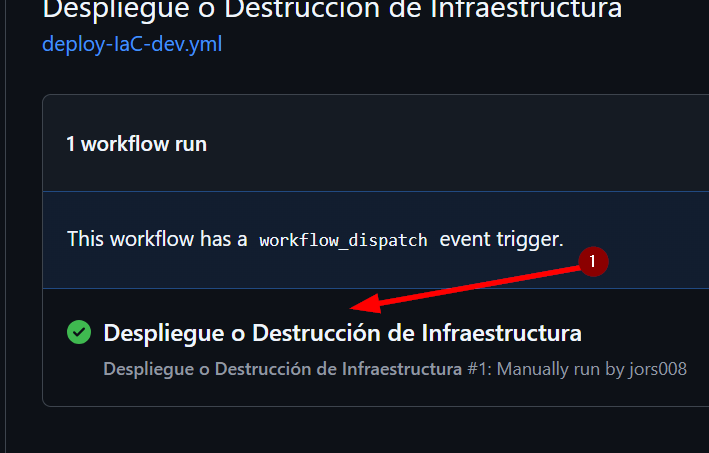 Despliegue o Destrucción de Infraestructura
deploy-IaC-dev.yml
1 workflow run
This workflow has a workflow_dispatch event trigger.
1
Despliegue o Destrucción de Infraestructura
Despliegue o Destrucción de Infraestructura #1: Manually run by jors008